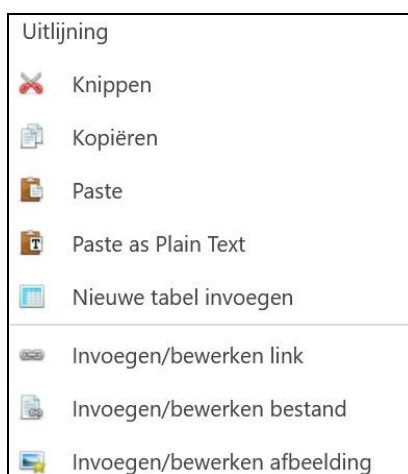 Uitlijning
Knippen
Kopiëren
Paste
Paste as Plain Text
Nieuwe tabel invoegen
Invoegen/bewerken link
Invoegen/bewerken bestand
Invoegen/bewerken afbeelding